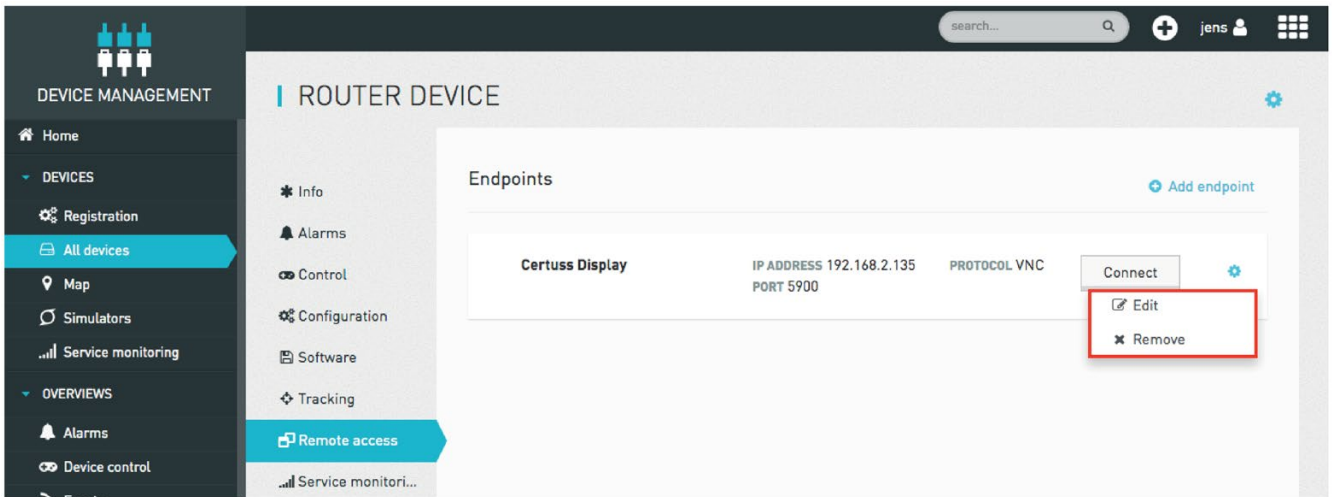 search...
jens
DEVICE MANAGEMENT
Home
DEVICES
Registration
All devices
Map
Simulators
Service monitoring
OVERVIEWS
Alarms
Device control
ROUTER DEVICE
Info
Alarms
Control
Configuration
Software
Tracking
Remote access
Service monitori...
Endpoints
Add endpoint
Certuss Display
IP ADDRESS 192.168.2.135
PORT 5900
PROTOCOL VNC
Connect
Edit
Remove